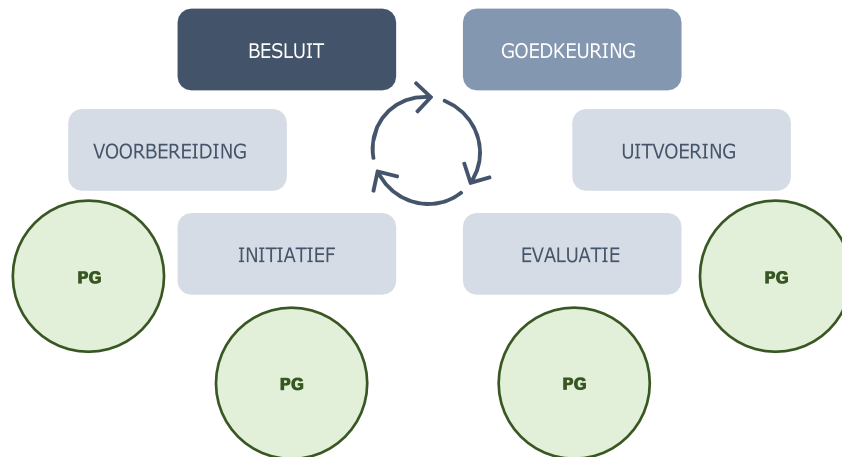 BESLUIT
GOEDKEURING
VOORBEREIDING
UITVOERING
INITIATIEF
EVALUATIE
PG
PG
PG
PG